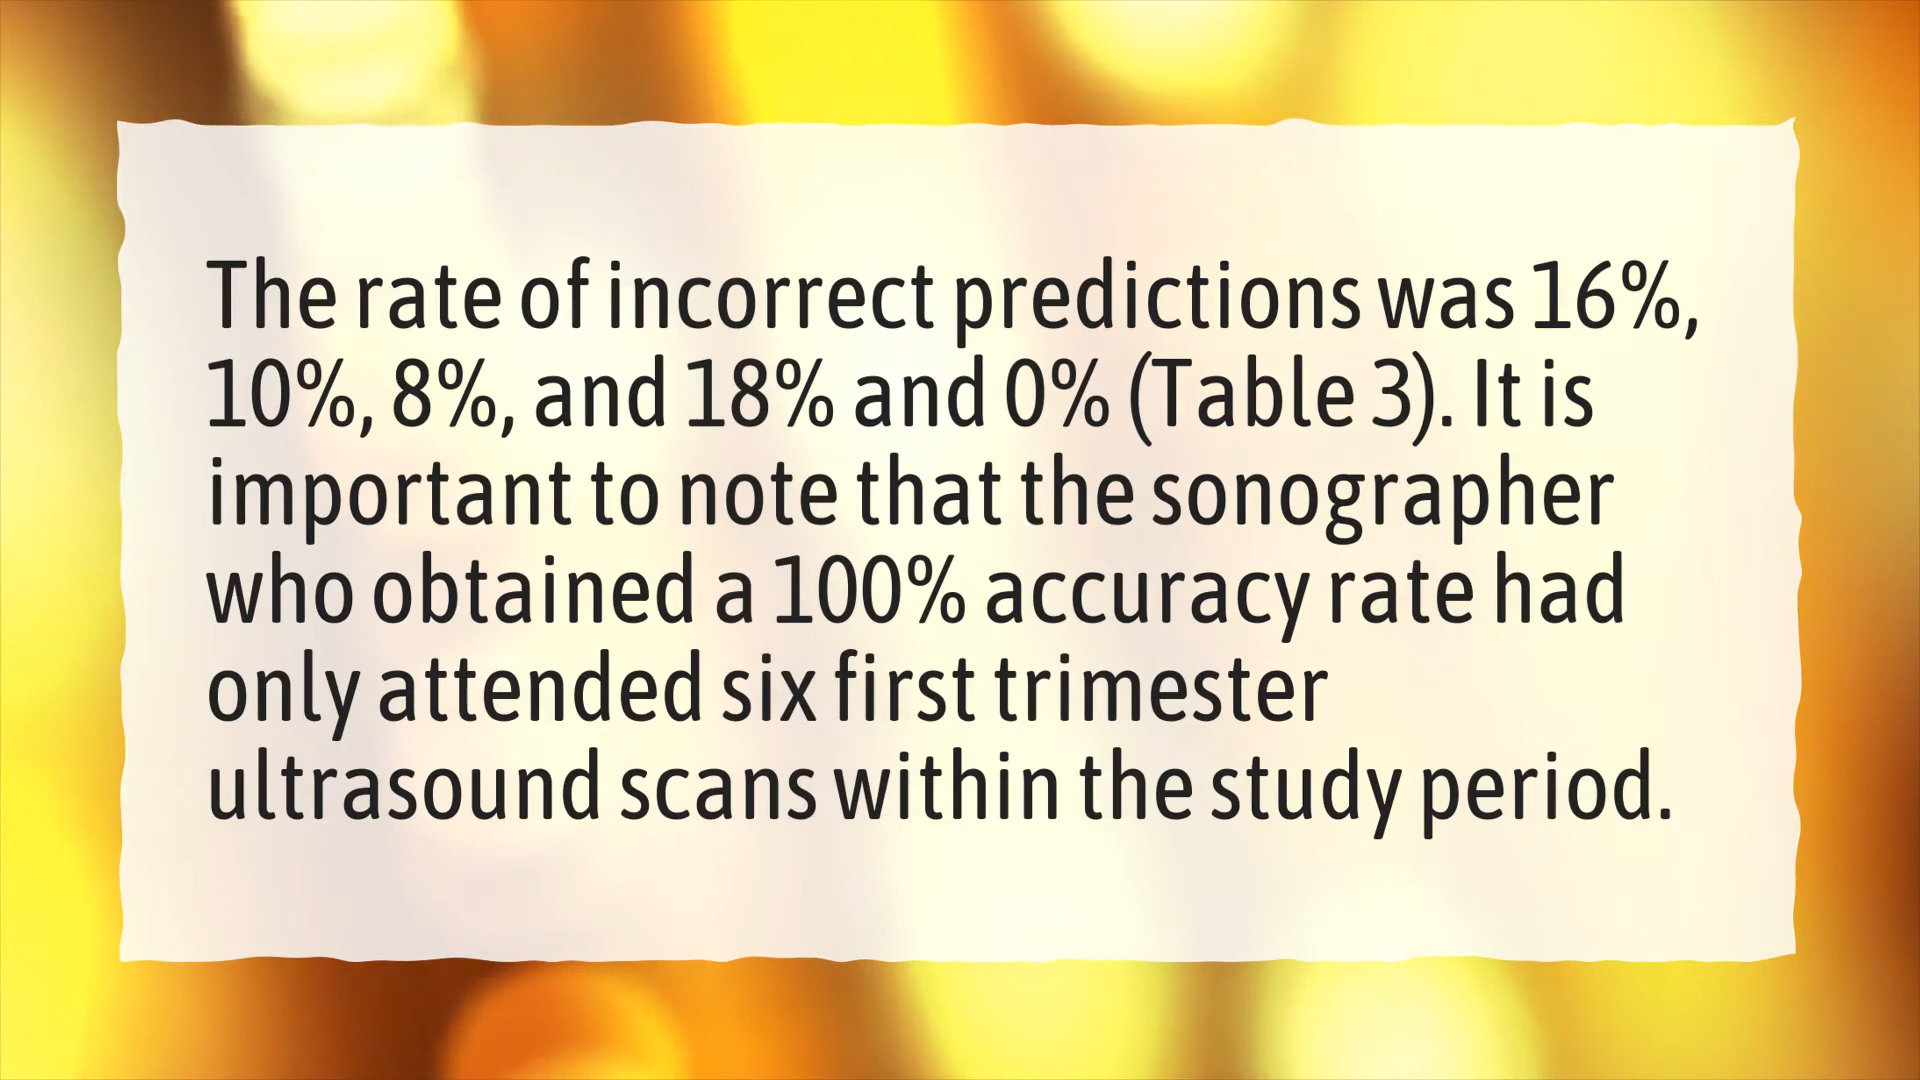 The rate of incorrect predictions was 16%,
10%, 8%, and 18% and 0% (Table 3). It is
important to note that the sonographer
who obtained a 100% accuracy rate had
only attended six first trimester
ultrasound scans within the study period.